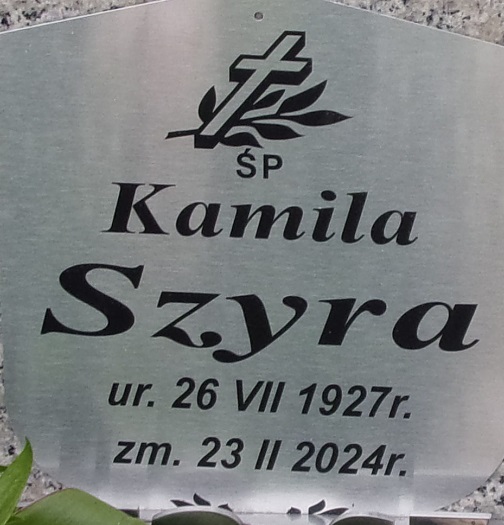 ŚP
Kamila
Szyra
ur. 26 VII 1927r.
zm. 23 II 2024r.